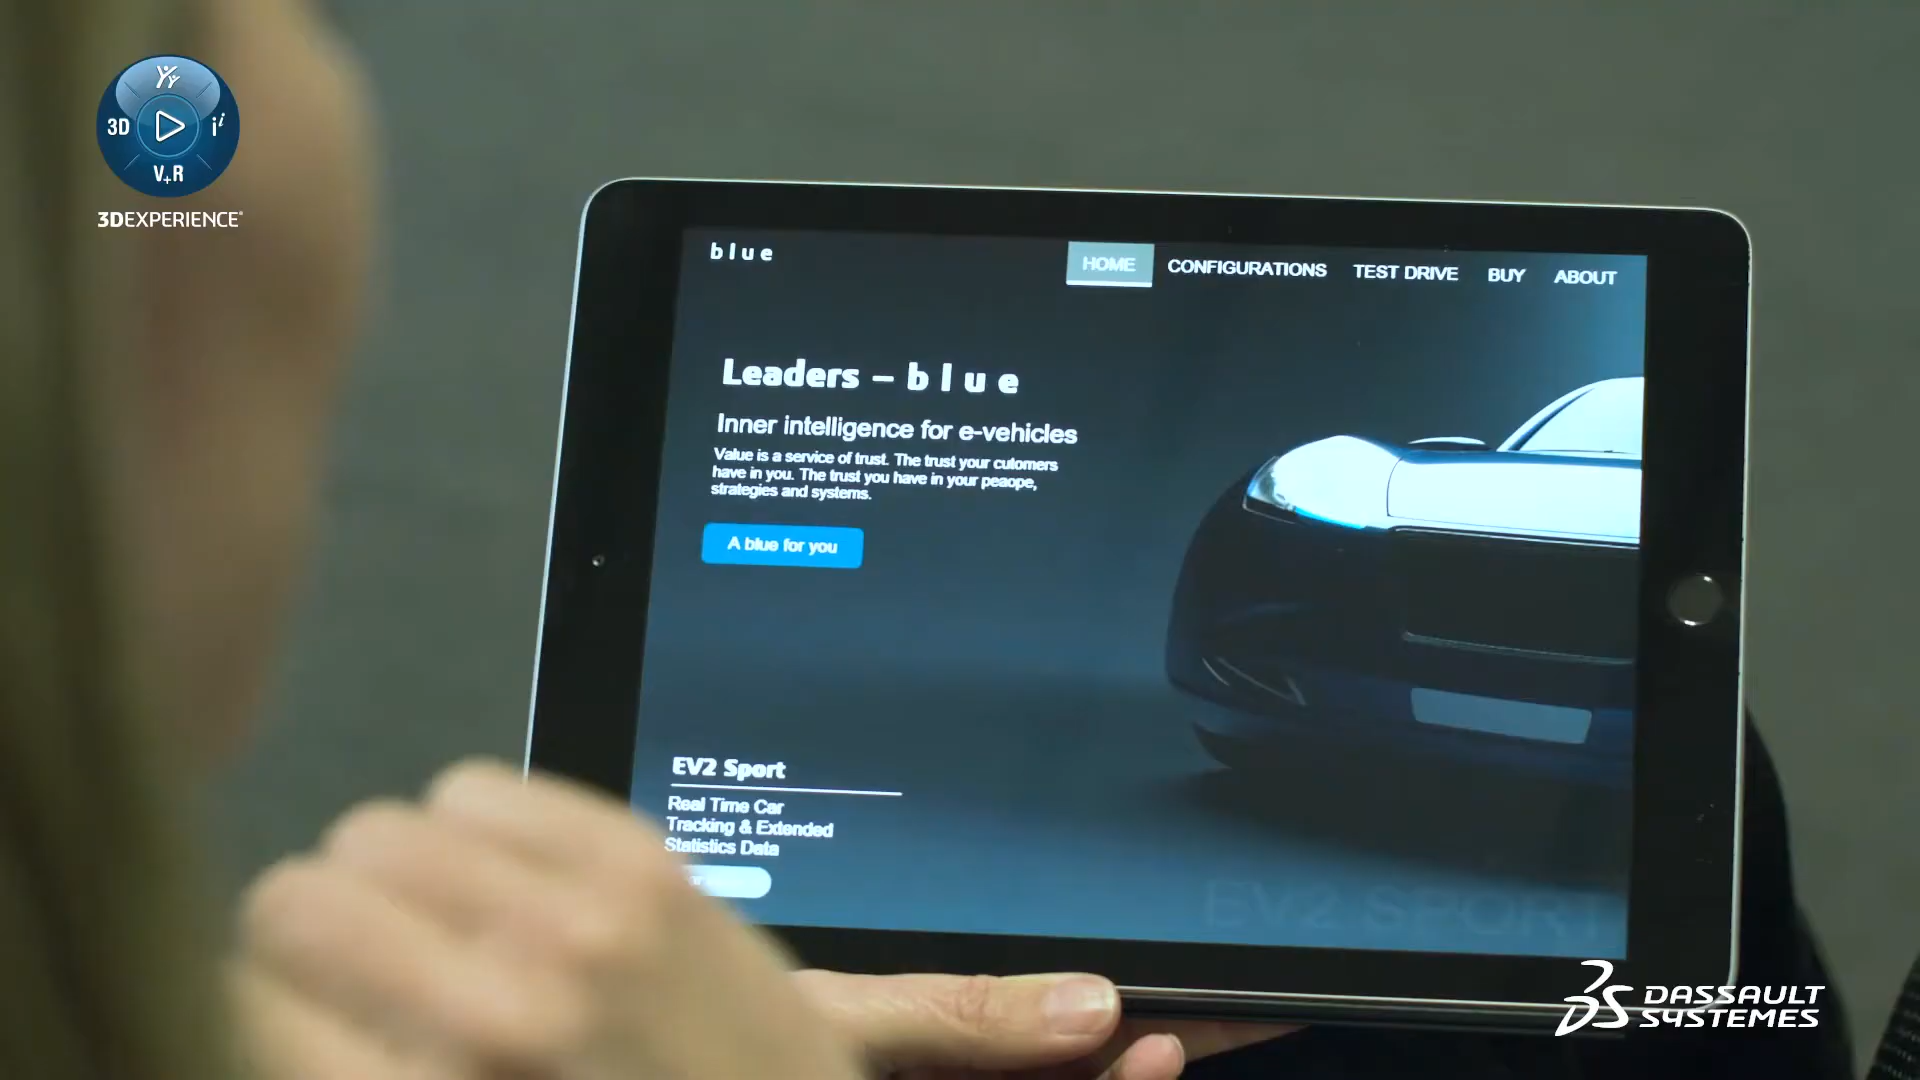 3D
i
V+R
3DEXPERIENCE
blue
HOME CONFIGURATIONS TEST DRIVE BUY ABOUT
Leaders – blue
Inner intelligence for e-vehicles
Value is a service of trust. The trust your cutomers
have in you. The trust you have in your peaope,
strategies and systems.
A blue for you
EV2 Sport
Real Time Car
Tracking & Extended
Statistics Data
EV2 SPORT
DASSAULT
SYSTEMES